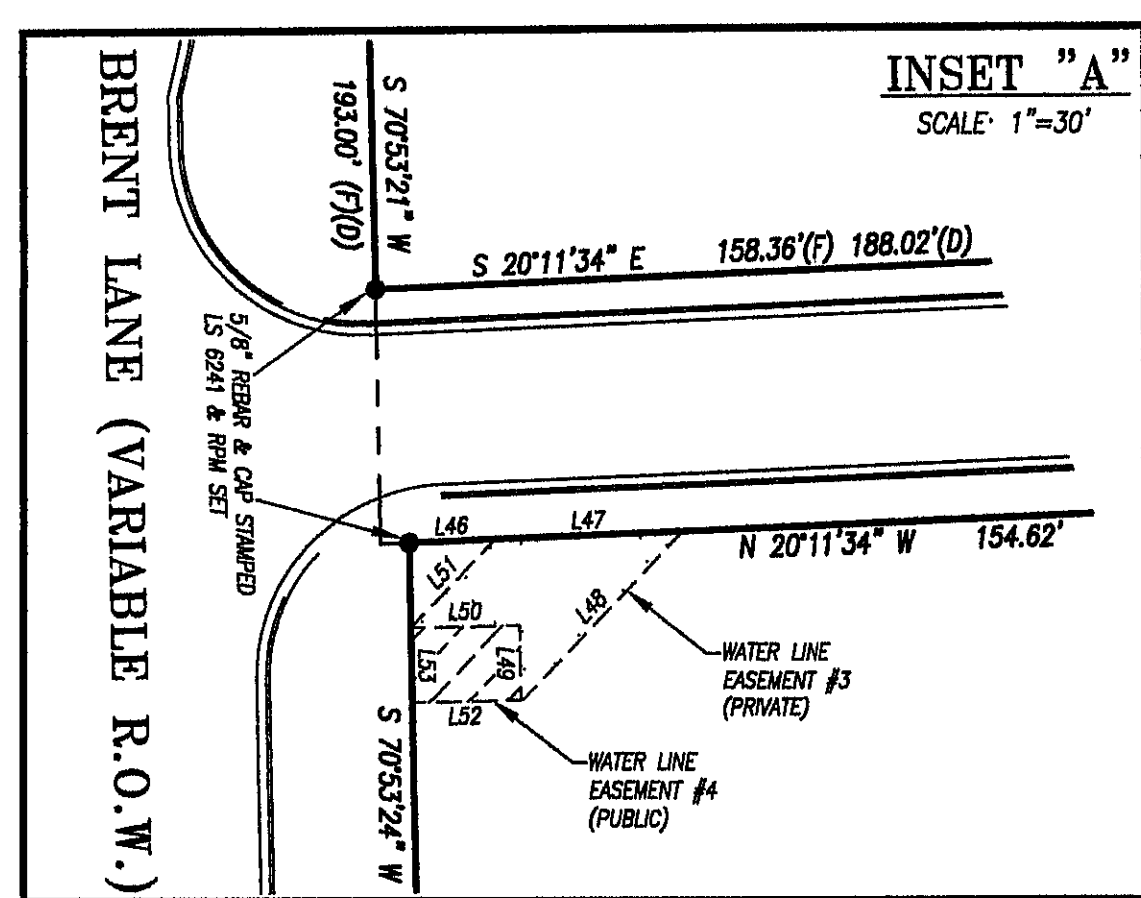 INSET "A"
SCALE: 1"=30'
BRENT LANE (VARIABLE R.O.W.)
S 70°53'21" W
193.00' (F)(D)
S 20°11'34" E 158.36'(F) 188.02'(D)
5/8" REBAR & CAP STAMPED
LS 6241 & RPM SET
L46
L47
N 20°11'34" W 154.62'
L51
L50
L48
L53
L49
L52
WATER LINE
EASEMENT #3
(PRIVATE)
S 70°53'24" W
WATER LINE
EASEMENT #4
(PUBLIC)